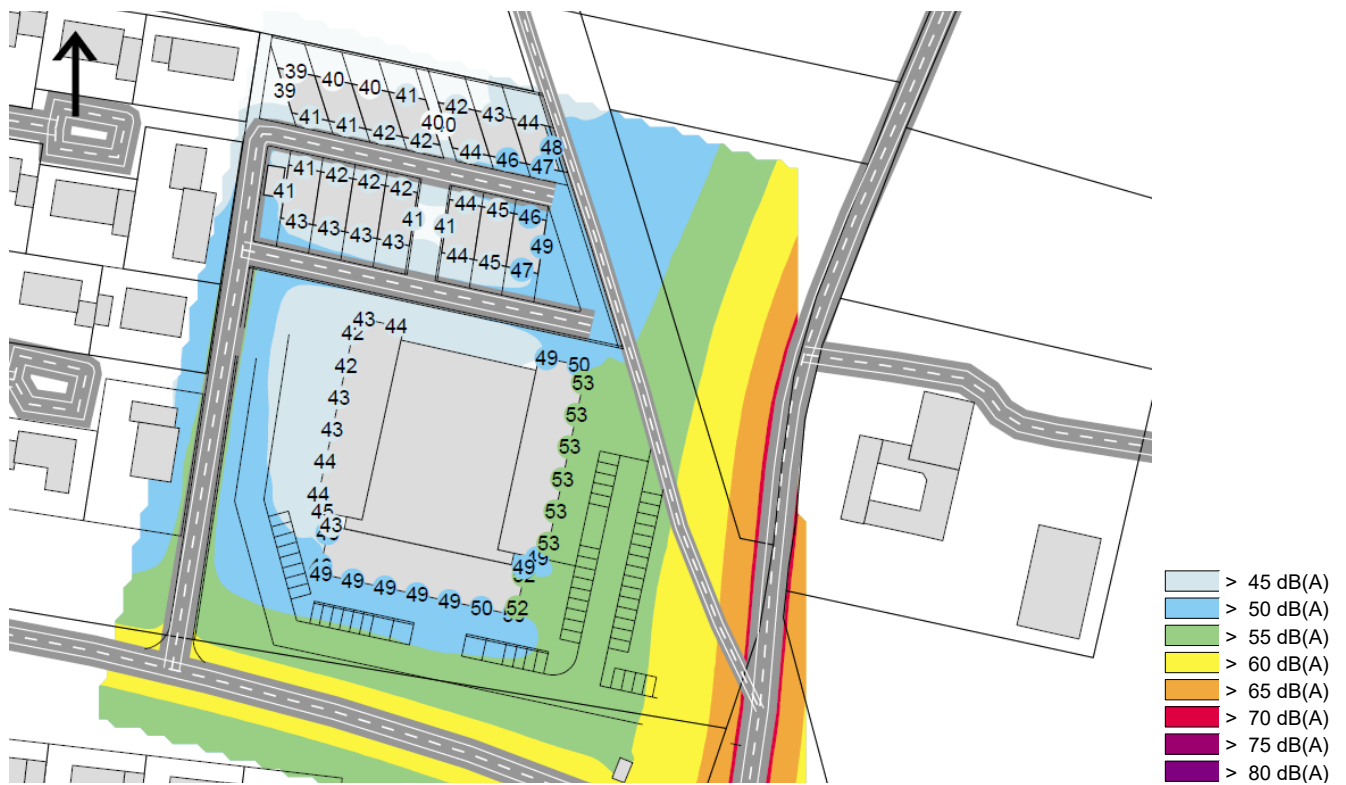 39 40 40 41 42 43 44
39
41 41 42 42 44 46 47
48
41 42 42 42 44 45 46
41 41 41 49
43 43 43 43 44 45 47
43 44
42 49 50
42 53
43 53
43 53
44 53
44 53
45 53
43 49
49
49 49 49 49 49 50 52
> 45 dB(A)
> 50 dB(A)
> 55 dB(A)
> 60 dB(A)
> 65 dB(A)
> 70 dB(A)
> 75 dB(A)
> 80 dB(A)